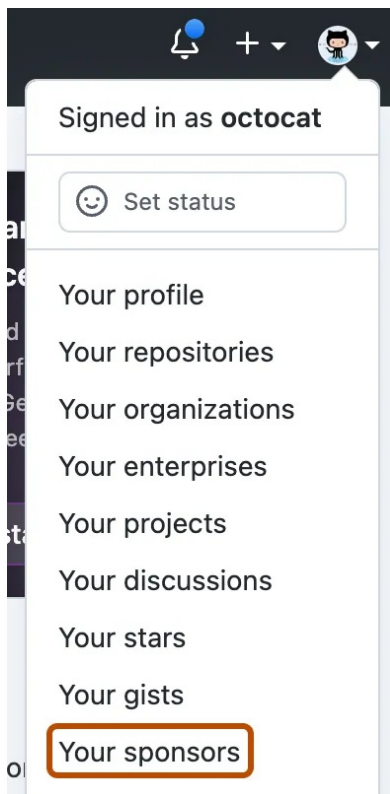 Signed in as octocat
Set status
Your profile
Your repositories
Your organizations
Your enterprises
Your projects
Your discussions
Your stars
Your gists
Your sponsors